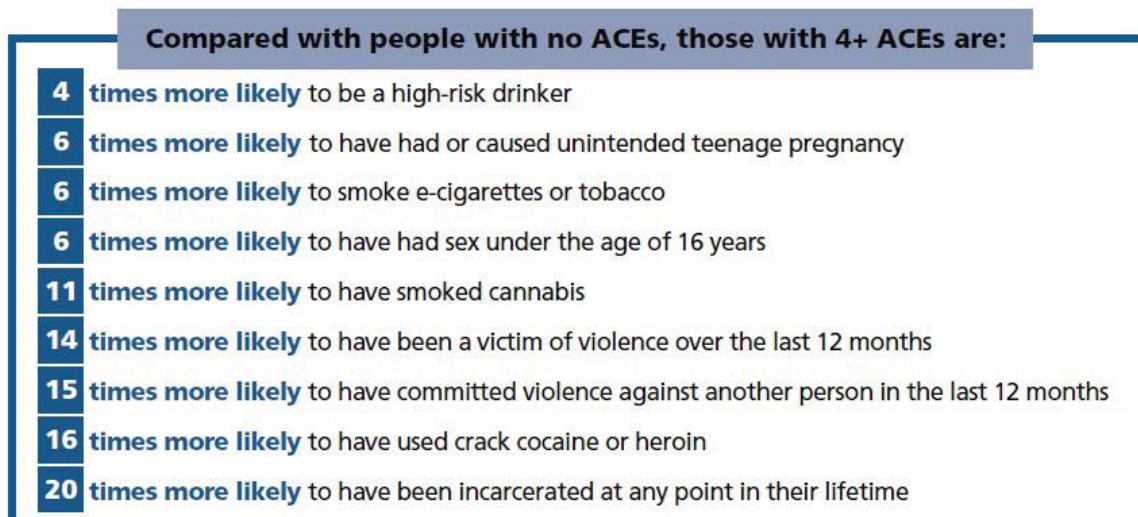 Compared with people with no ACEs, those with 4+ ACEs are:
4 times more likely to be a high-risk drinker
6 times more likely to have had or caused unintended teenage pregnancy
6 times more likely to smoke e-cigarettes or tobacco
6 times more likely to have had sex under the age of 16 years
11 times more likely to have smoked cannabis
14 times more likely to have been a victim of violence over the last 12 months
15 times more likely to have committed violence against another person in the last 12 months
16 times more likely to have used crack cocaine or heroin
20 times more likely to have been incarcerated at any point in their lifetime